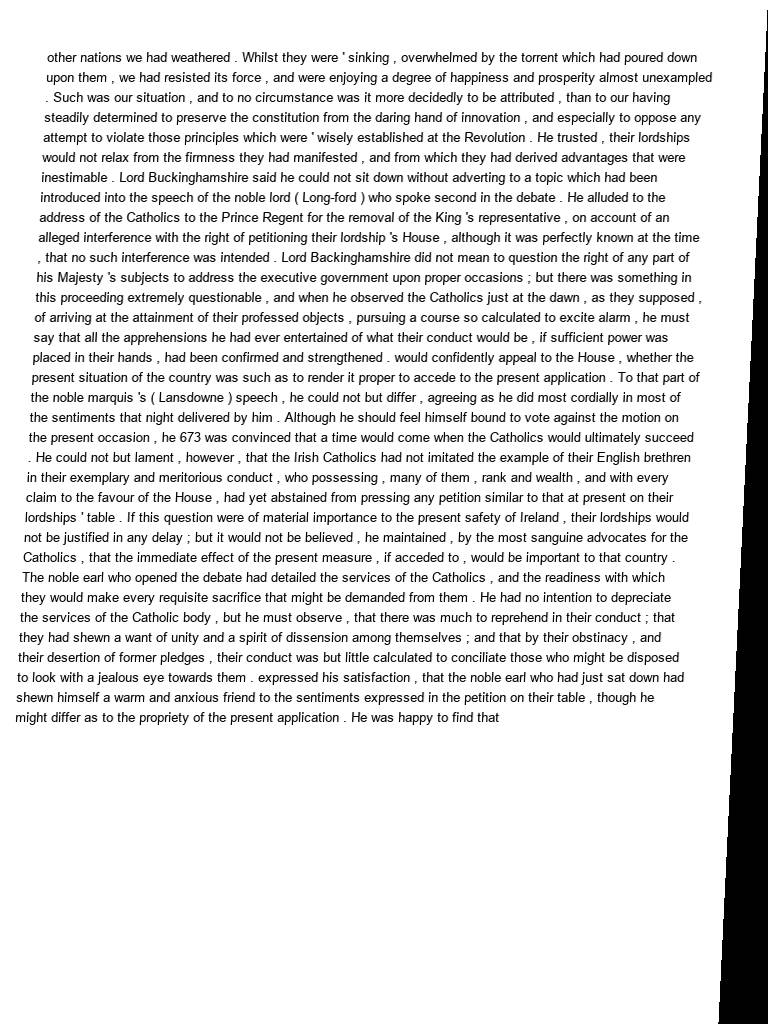 other nations we had weathered . Whilst they were ' sinking , overwhelmed by the torrent which had poured down
upon them , we had resisted its force , and were enjoying a degree of happiness and prosperity almost unexampled
. Such was our situation , and to no circumstance was it more decidedly to be attributed , than to our having
steadily determined to preserve the constitution from the daring hand of innovation , and especially to oppose any
attempt to violate those principles which were ' wisely established at the Revolution . He trusted , their lordships
would not relax from the firmness they had manifested , and from which they had derived advantages that were
inestimable . Lord Buckinghamshire said he could not sit down without adverting to a topic which had been
introduced into the speech of the noble lord ( Long-ford ) who spoke second in the debate . He alluded to the
address of the Catholics to the Prince Regent for the removal of the King 's representative , on account of an
alleged interference with the right of petitioning their lordship 's House , although it was perfectly known at the time
, that no such interference was intended . Lord Backinghamshire did not mean to question the right of any part of
his Majesty 's subjects to address the executive government upon proper occasions ; but there was something in
this proceeding extremely questionable , and when he observed the Catholics just at the dawn , as they supposed ,
of arriving at the attainment of their professed objects , pursuing a course so calculated to excite alarm , he must
say that all the apprehensions he had ever entertained of what their conduct would be , if sufficient power was
placed in their hands , had been confirmed and strengthened . would confidently appeal to the House , whether the
present situation of the country was such as to render it proper to accede to the present application . To that part of
the noble marquis 's ( Lansdowne ) speech , he could not but differ , agreeing as he did most cordially in most of
the sentiments that night delivered by him . Although he should feel himself bound to vote against the motion on
the present occasion , he 673 was convinced that a time would come when the Catholics would ultimately succeed
. He could not but lament , however , that the Irish Catholics had not imitated the example of their English brethren
in their exemplary and meritorious conduct , who possessing , many of them , rank and wealth , and with every
claim to the favour of the House , had yet abstained from pressing any petition similar to that at present on their
lordships ' table . If this question were of material importance to the present safety of Ireland , their lordships would
not be justified in any delay ; but it would not be believed , he maintained , by the most sanguine advocates for the
Catholics , that the immediate effect of the present measure , if acceded to , would be important to that country .
The noble earl who opened the debate had detailed the services of the Catholics , and the readiness with which
they would make every requisite sacrifice that might be demanded from them . He had no intention to depreciate
the services of the Catholic body , but he must observe , that there was much to reprehend in their conduct ; that
they had shewn a want of unity and a spirit of dissension among themselves ; and that by their obstinacy , and
their desertion of former pledges , their conduct was but little calculated to conciliate those who might be disposed
to look with a jealous eye towards them . expressed his satisfaction , that the noble earl who had just sat down had
shewn himself a warm and anxious friend to the sentiments expressed in the petition on their table , though he
might differ as to the propriety of the present application . He was happy to find that